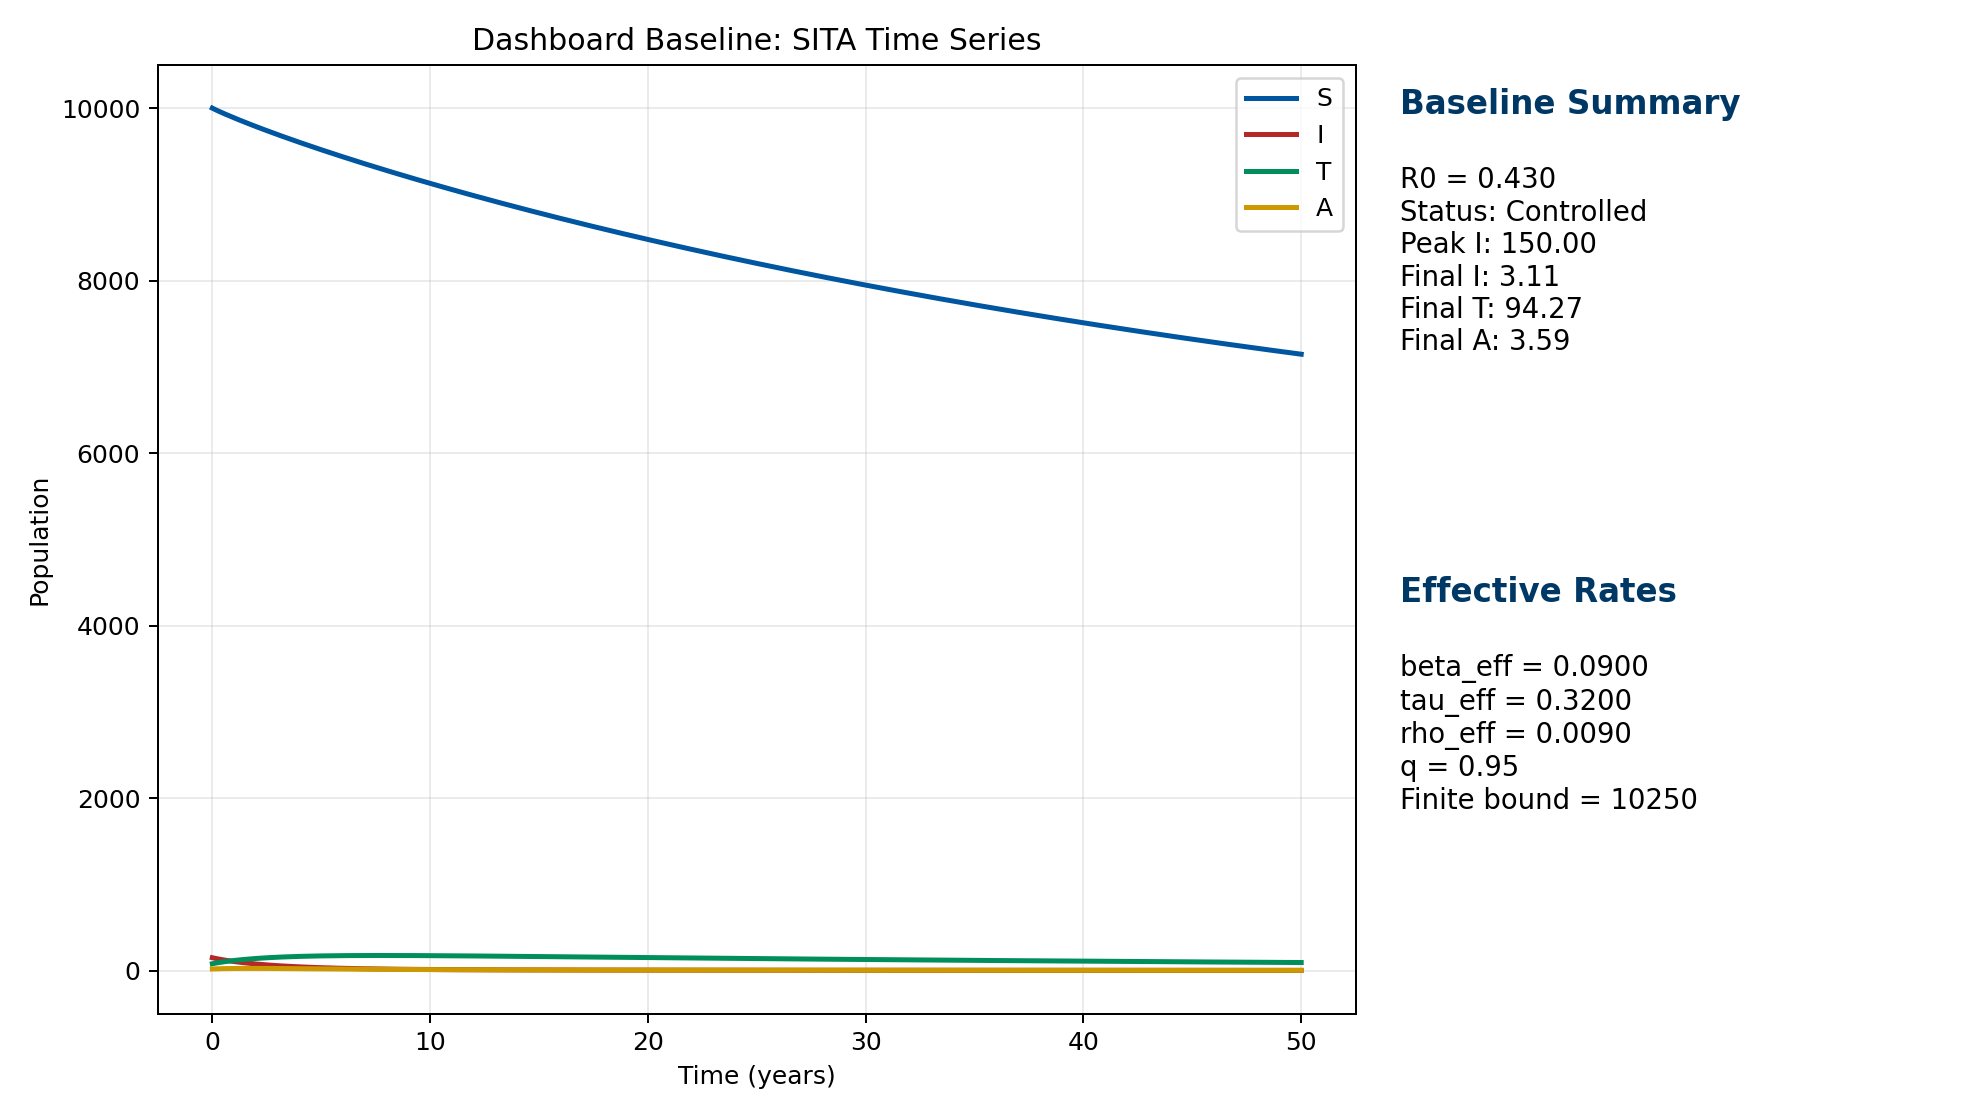 Dashboard Baseline: SITA Time Series
10000
8000
6000
4000
2000
0
Population
0 10 20 30 40 50
Time (years)
S
I
T
A
Baseline Summary
R0 = 0.430
Status: Controlled
Peak I: 150.00
Final I: 3.11
Final T: 94.27
Final A: 3.59
Effective Rates
beta_eff = 0.0900
tau_eff = 0.3200
rho_eff = 0.0090
q = 0.95
Finite bound = 10250